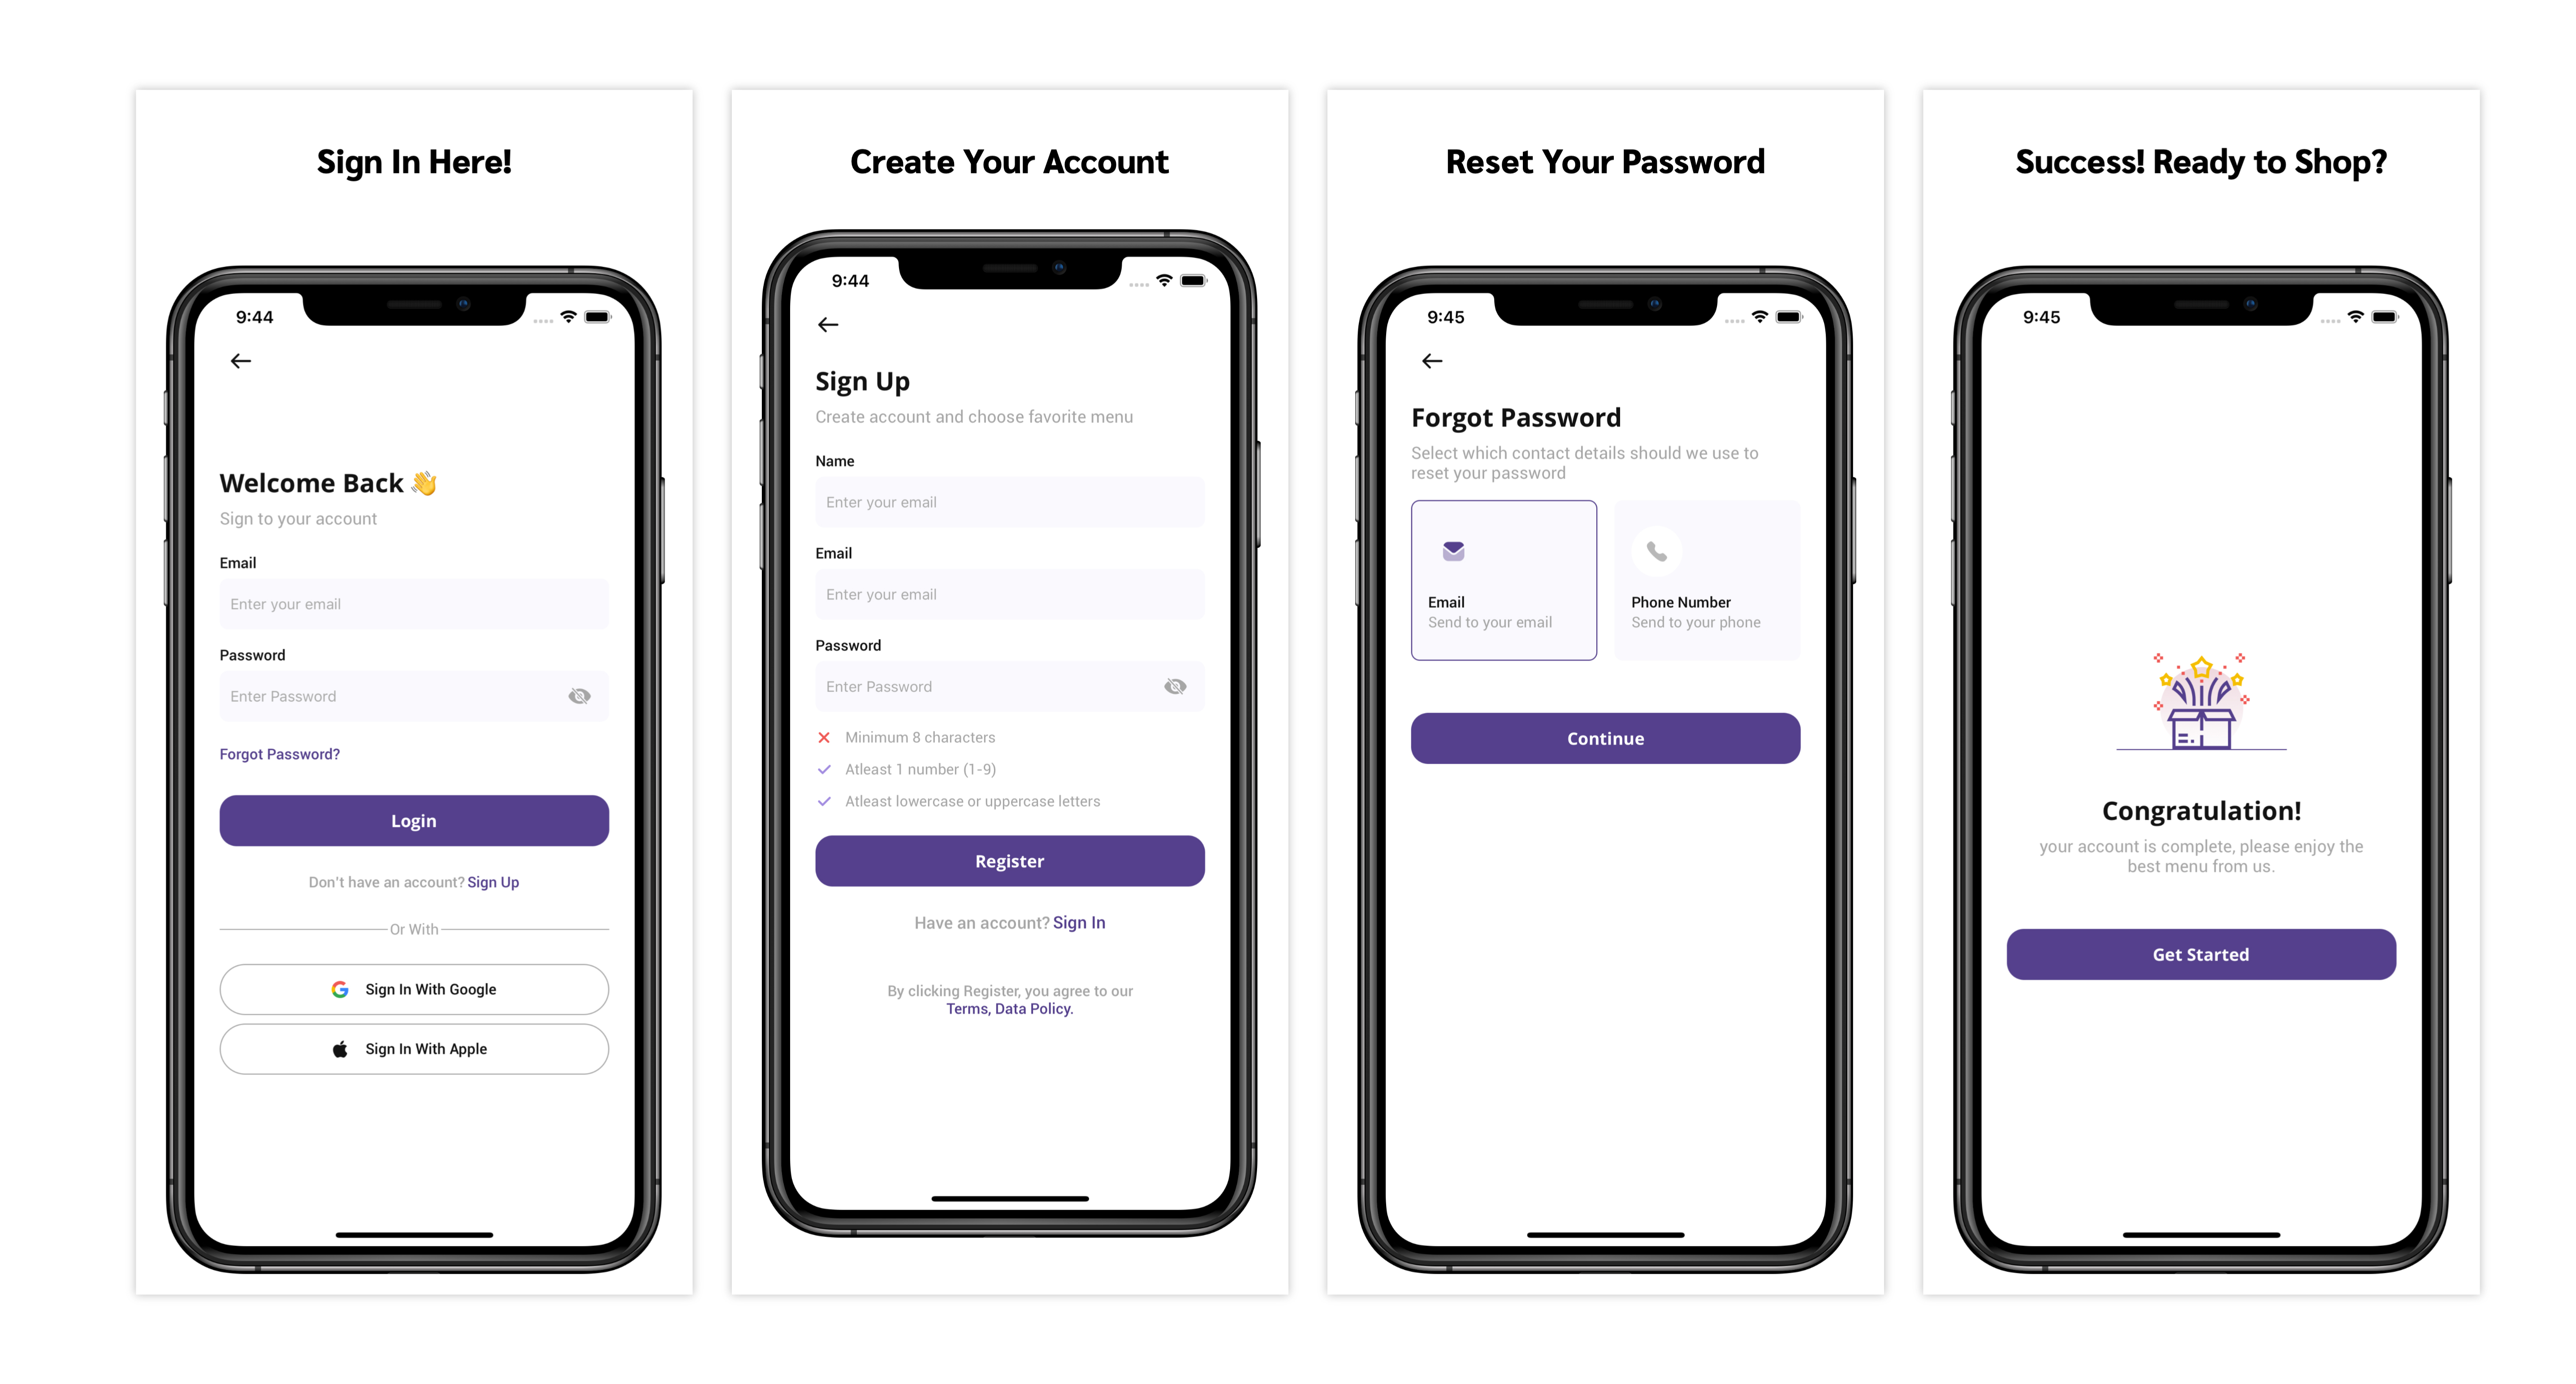 Sign In Here!
9:44
Welcome Back 👋
Sign to your account
Email
Enter your email
Password
Enter Password
Forgot Password?
Login
Don't have an account? Sign Up
Or With
Sign In With Google
Sign In With Apple
Create Your Account
9:44
Sign Up
Create account and choose favorite menu
Name
Enter your email
Email
Enter your email
Password
Enter Password
Minimum 8 characters
Atleast 1 number (1-9)
Atleast lowercase or uppercase letters
Register
Have an account? Sign In
By clicking Register, you agree to our
Terms, Data Policy.
Reset Your Password
9:45
Forgot Password
Select which contact details should we use to
reset your password
Email
Send to your email
Phone Number
Send to your phone
Continue
Success! Ready to Shop?
9:45
Congratulation!
your account is complete, please enjoy the
best menu from us.
Get Started